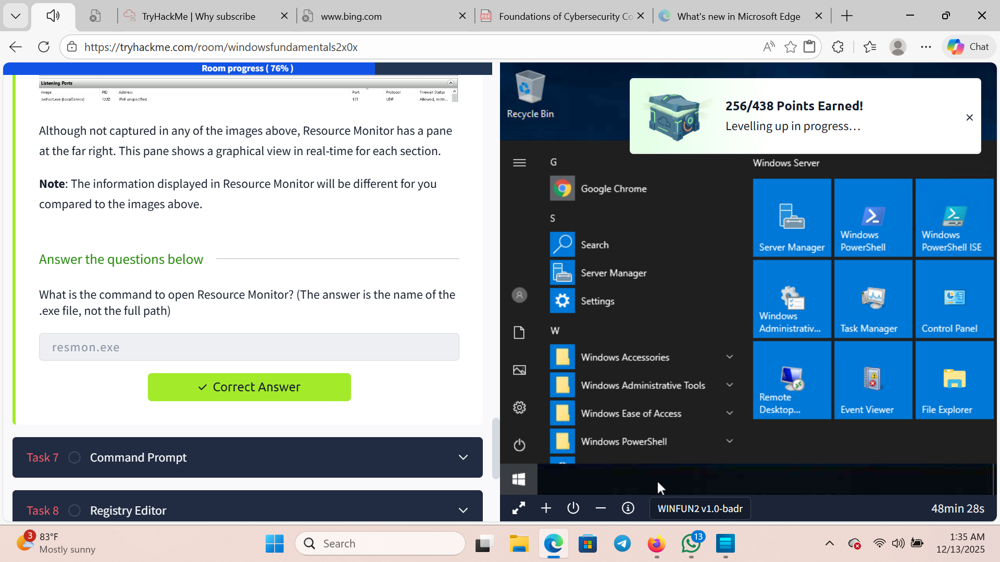 TryHackMe | Why subscribe
www.bing.com
Foundations of Cybersecurity Co
What's new in Microsoft Edge
https://tryhackme.com/room/windowsfundamentals2x0x
Chat
Room progress ( 76% )
Listening Ports
Image PID Address Port Protocol Firewall Status
svchost.exe (LocalService) 1220 IPv6 unspecified 123 UDP Allowed, restri...
Although not captured in any of the images above, Resource Monitor has a pane
at the far right. This pane shows a graphical view in real-time for each section.
Note: The information displayed in Resource Monitor will be different for you
compared to the images above.
Answer the questions below
What is the command to open Resource Monitor? (The answer is the name of the
.exe file, not the full path)
resmon.exe
Correct Answer
Task 7 Command Prompt
Task 8 Registry Editor
Recycle Bin
256/438 Points Earned!
Levelling up in progress…
G
Google Chrome
S
Search
Server Manager
Settings
W
Windows Accessories
Windows Administrative Tools
Windows Ease of Access
Windows PowerShell
Windows Server
Server Manager
Windows
PowerShell
Windows
PowerShell ISE
Windows
Administrativ...
Task Manager
Control Panel
Remote
Desktop...
Event Viewer
File Explorer
WINFUN2 v1.0-badr
48min 28s
3
83°F
Mostly sunny
Search
13
1:35 AM
12/13/2025